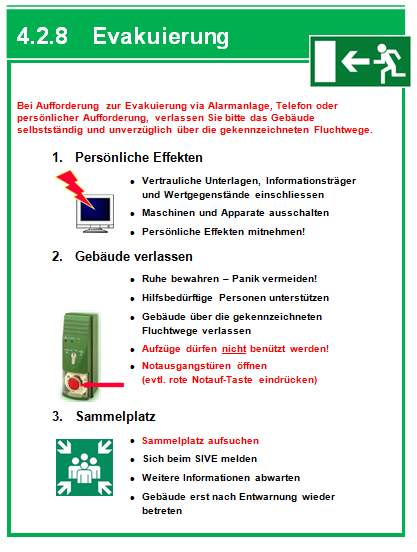 4.2.8 Evakuierung
Bei Aufforderung zur Evakuierung via Alarmanlage, Telefon oder
persönlicher Aufforderung, verlassen Sie bitte das Gebäude
selbstständig und unverzüglich über die gekennzeichneten Fluchtwege.
1. Persönliche Effekten
• Vertrauliche Unterlagen, Informationsträger
und Wertgegenstände einschliessen
• Maschinen und Apparate ausschalten
• Persönliche Effekten mitnehmen!
2. Gebäude verlassen
• Ruhe bewahren – Panik vermeiden!
• Hilfsbedürftige Personen unterstützen
• Gebäude über die gekennzeichneten
Fluchtwege verlassen
• Aufzüge dürfen nicht benützt werden!
• Notausgangstüren öffnen
(evtl. rote Notauf-Taste eindrücken)
3. Sammelplatz
• Sammelplatz aufsuchen
• Sich beim SIVE melden
• Weitere Informationen abwarten
• Gebäude erst nach Entwarnung wieder
betreten